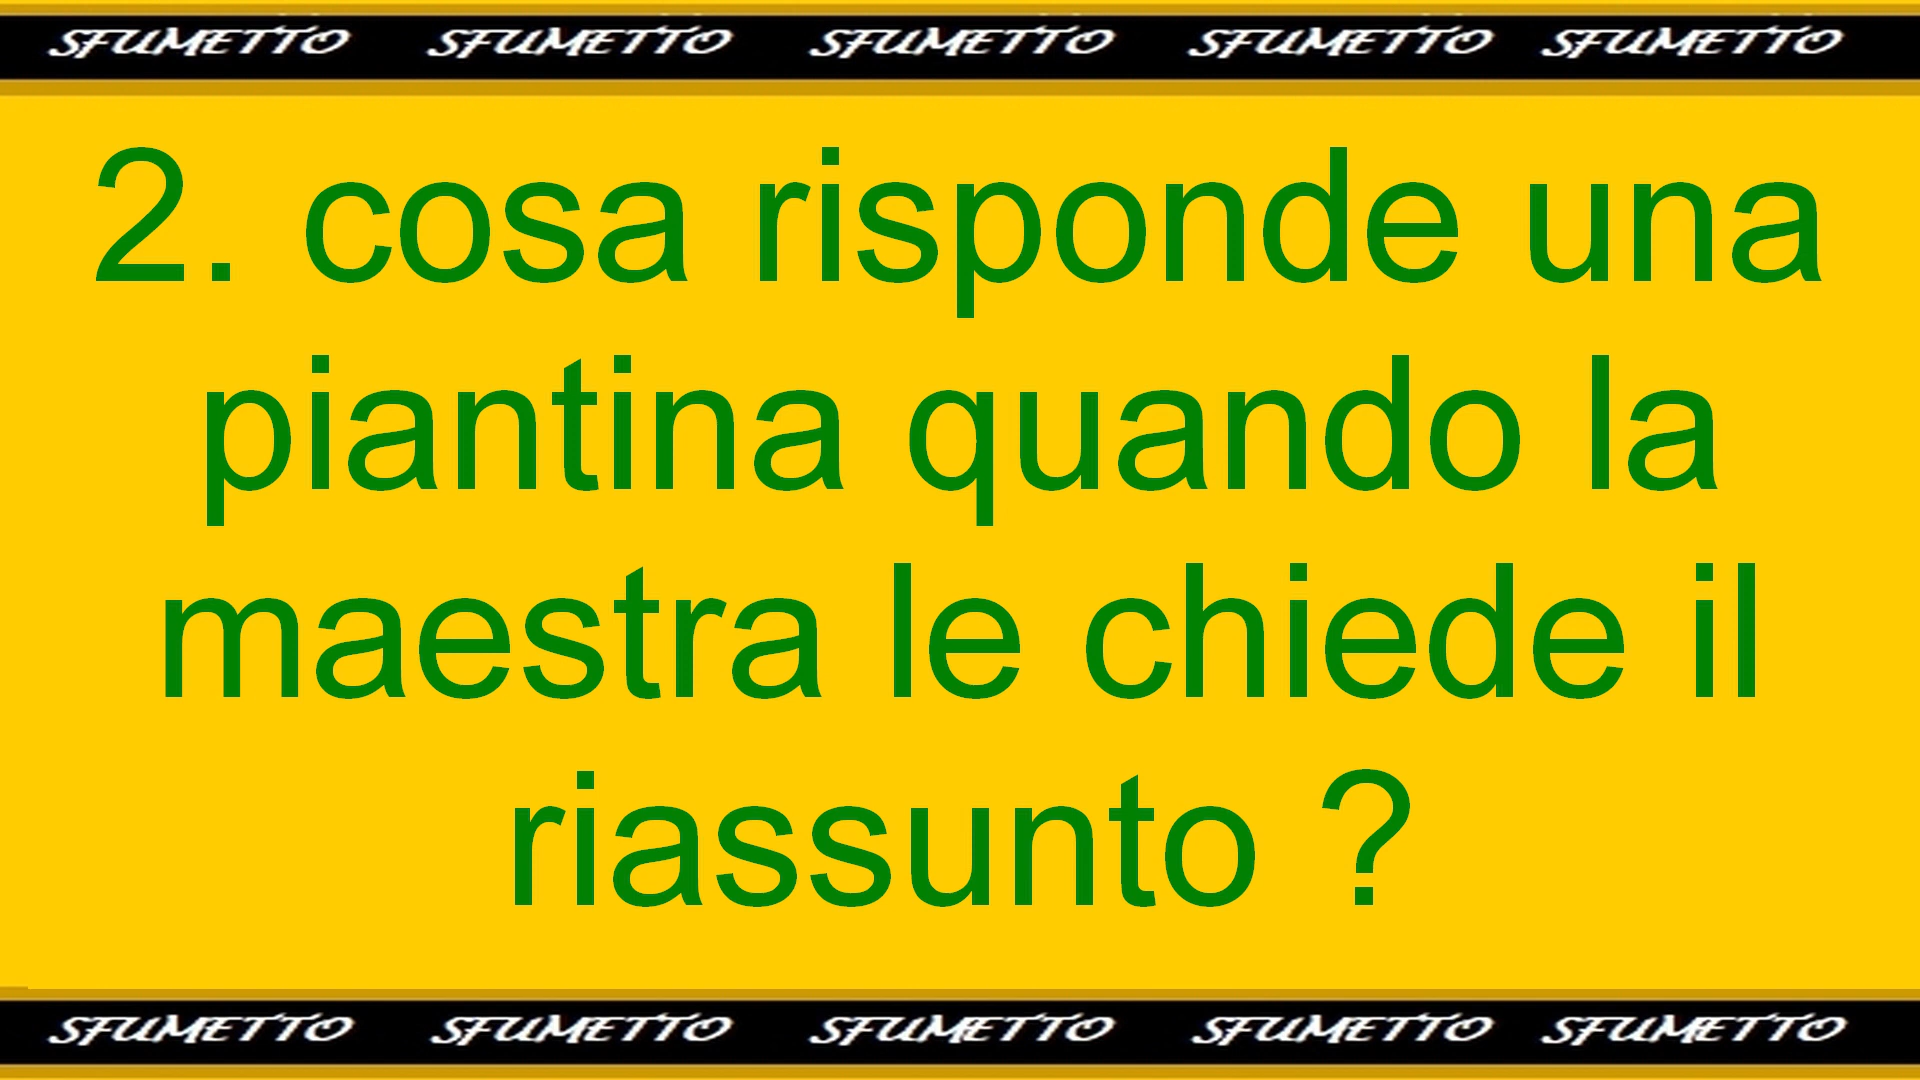 SFUMETTO SFUMETTO SFUMETTO SFUMETTO SFUMETTO
2. cosa risponde una
piantina quando la
maestra le chiede il
riassunto ?
SFUMETTO SFUMETTO SFUMETTO SFUMETTO SFUMETTO